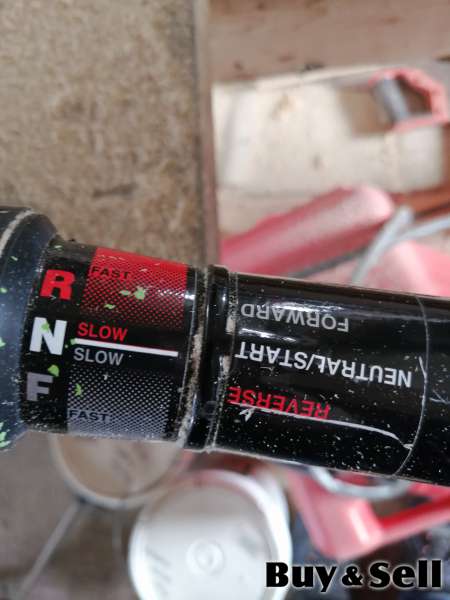 R
FAST
N
SLOW
SLOW
F
FAST
FORWARD
NEUTRAL/START
REVERSE
Buy & Sell